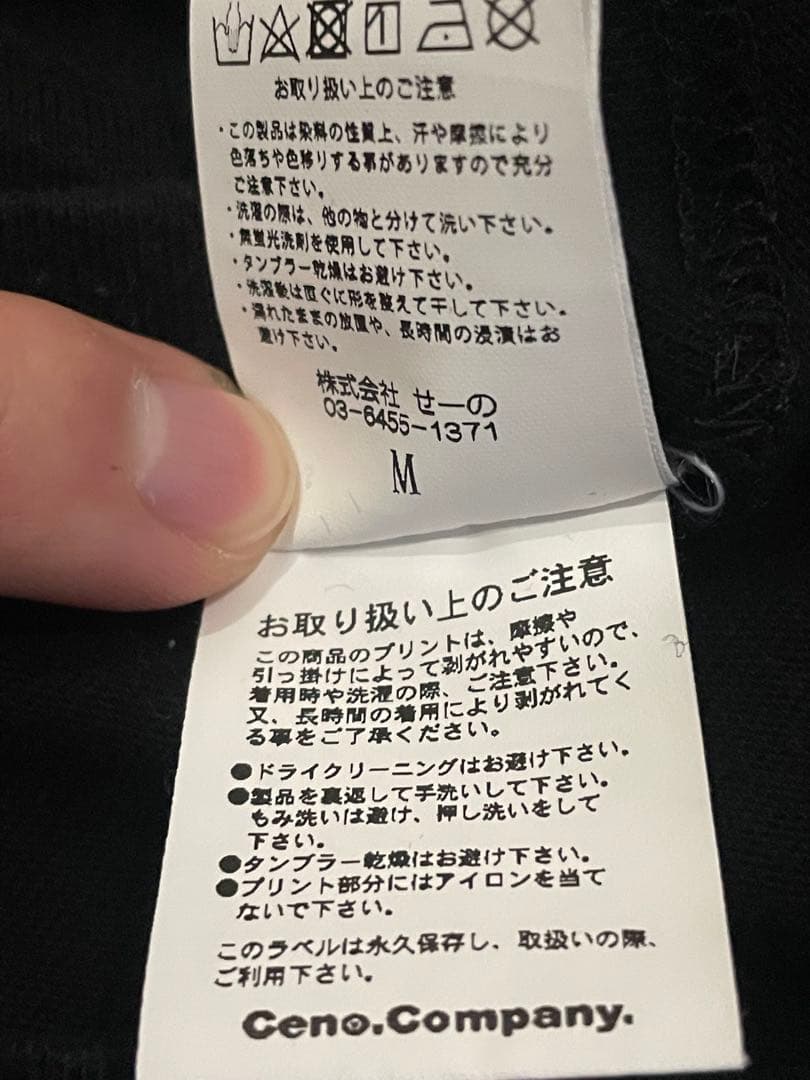 お取り扱い上のご注意
・この製品は染料の性質上、汗や摩擦により
色落ちや色移りする事がありますので充分
ご注意下さい。
・洗濯の際は、他の物と分けて洗い下さい。
・無蛍光洗剤を使用して下さい。
・タンブラー乾燥はお避け下さい。
・洗濯後は直ぐに形を整えて干して下さい。
・濡れたままの放置や、長時間の浸漬はお
避け下さい。
株式会社 せーの
03-6455-1371
M
お取り扱い上のご注意
この商品のプリントは、摩擦や
引っ掛けによって剥がれやすいので、
着用時や洗濯の際、ご注意下さい。
又、長時間の着用により剥がれてく
る事をご了承ください。
●ドライクリーニングはお避け下さい。
●製品を裏返して手洗いして下さい。
もみ洗いは避け、押し洗いをして
下さい。
●タンブラー乾燥はお避け下さい。
●プリント部分にはアイロンを当て
ないで下さい。
このラベルは永久保存し、取扱いの際、
ご利用下さい。
Ceno.Company.